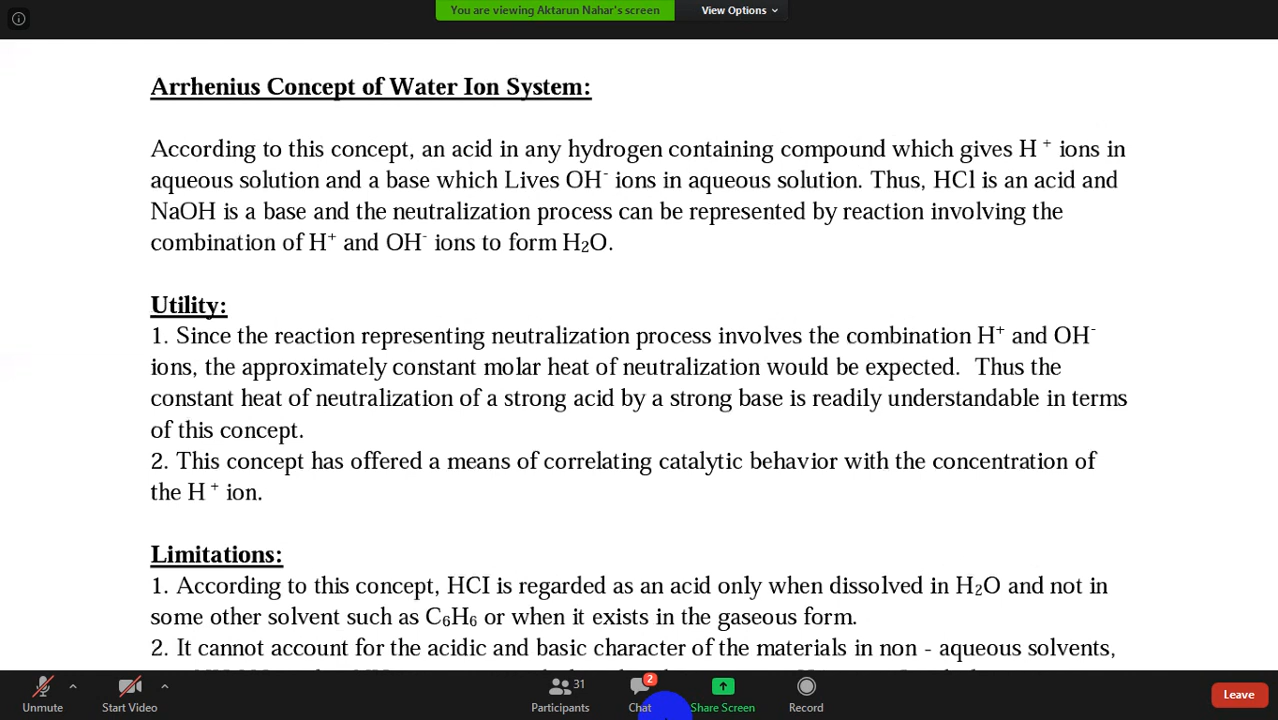 You are viewing Aktarun Nahar's screen View Options
Arrhenius Concept of Water Ion System:
According to this concept, an acid in any hydrogen containing compound which gives H ⁺ ions in
aqueous solution and a base which Lives OH⁻ ions in aqueous solution. Thus, HCl is an acid and
NaOH is a base and the neutralization process can be represented by reaction involving the
combination of H⁺ and OH⁻ ions to form H₂O.
Utility:
1. Since the reaction representing neutralization process involves the combination H⁺ and OH⁻
ions, the approximately constant molar heat of neutralization would be expected. Thus the
constant heat of neutralization of a strong acid by a strong base is readily understandable in terms
of this concept.
2. This concept has offered a means of correlating catalytic behavior with the concentration of
the H ⁺ ion.
Limitations:
1. According to this concept, HCI is regarded as an acid only when dissolved in H₂O and not in
some other solvent such as C₆H₆ or when it exists in the gaseous form.
2. It cannot account for the acidic and basic character of the materials in non - aqueous solvents,
31 2
Unmute Start Video Participants Chat Share Screen Record Leave